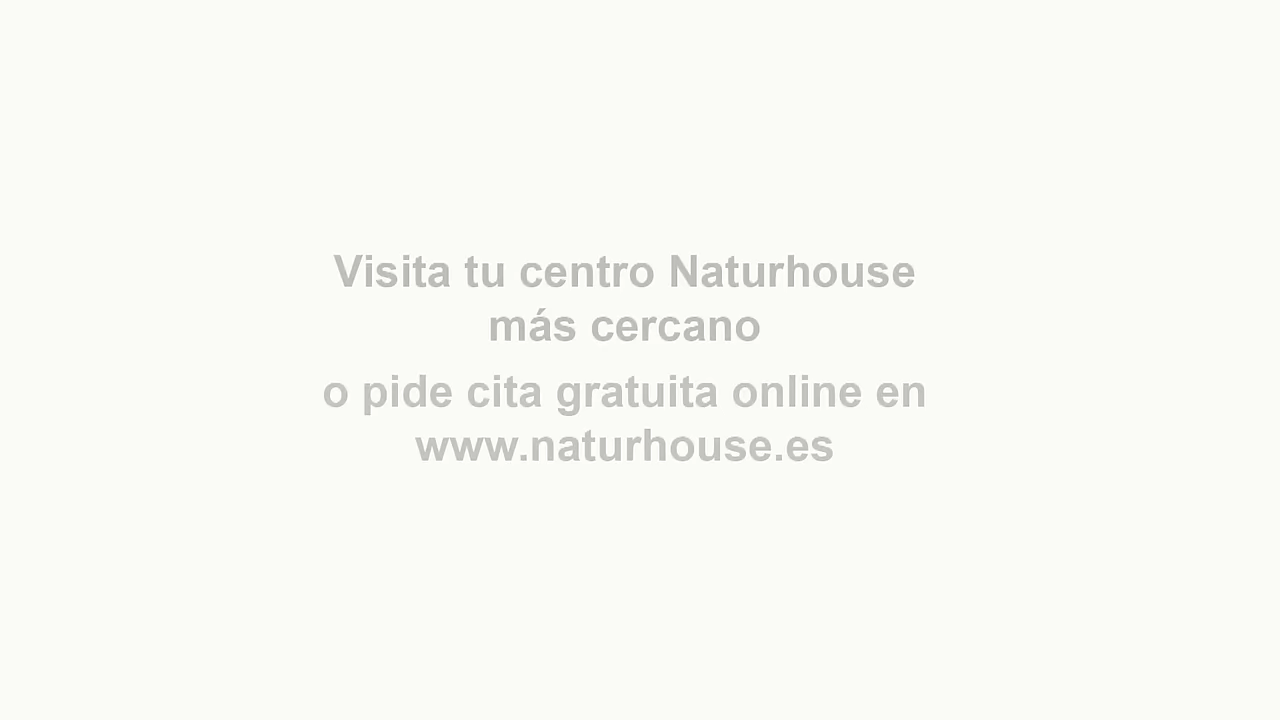 Visita tu centro Naturhouse
más cercano
o pide cita gratuita online en
www.naturhouse.es